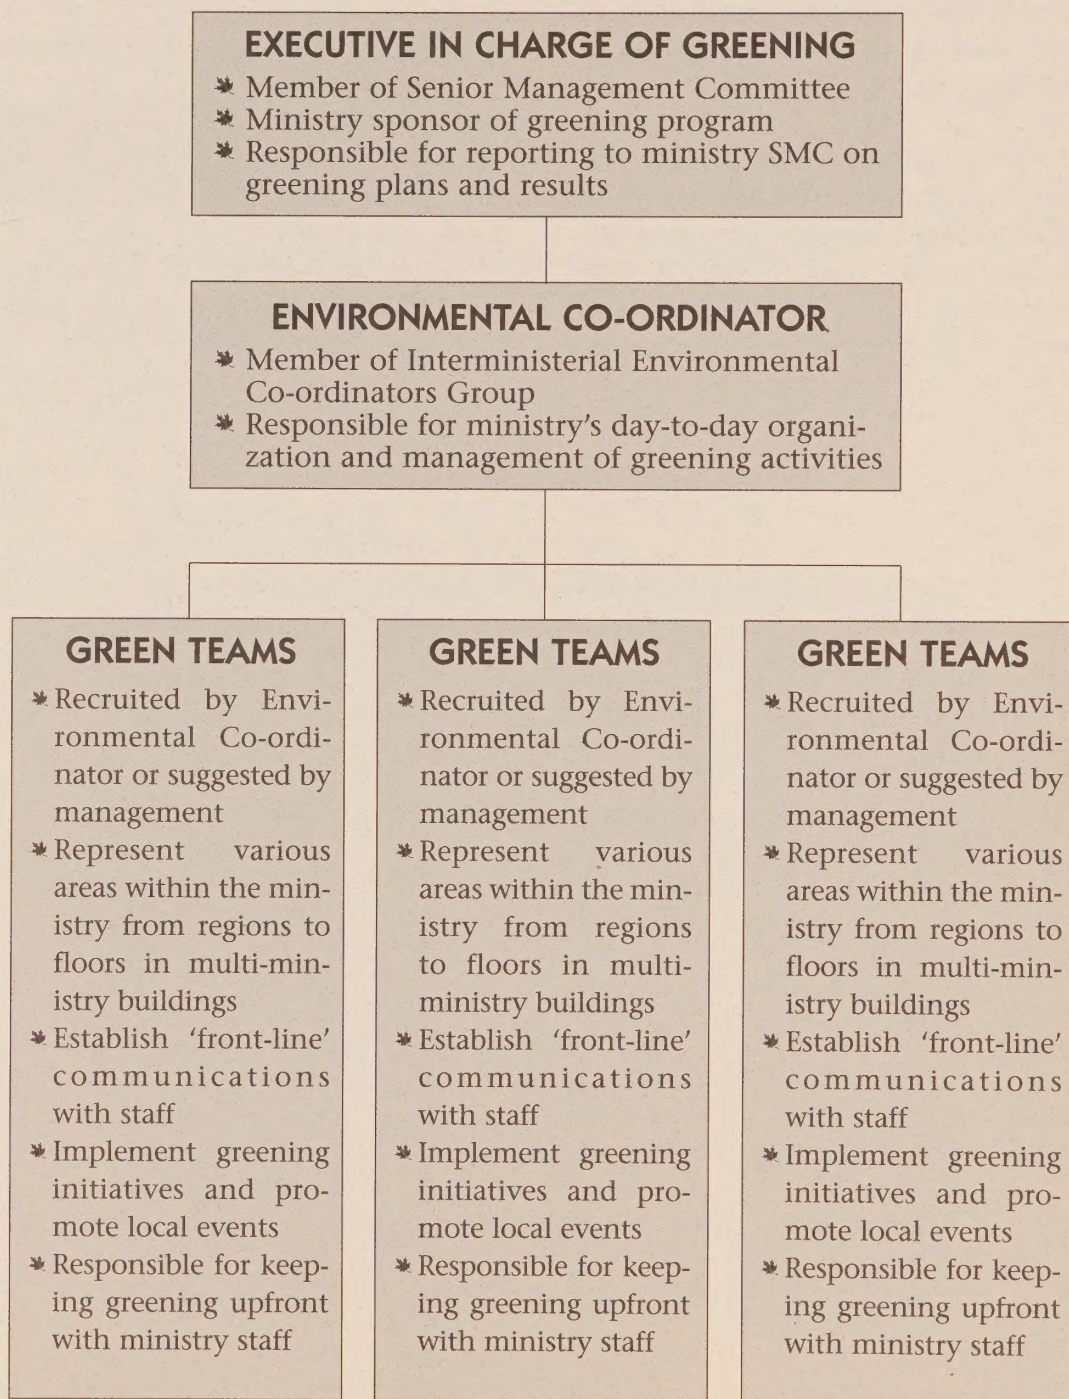 EXECUTIVE IN CHARGE OF GREENING
Member of Senior Management Committee
Ministry sponsor of greening program
Responsible for reporting to ministry SMC on
greening plans and results
ENVIRONMENTAL CO-ORDINATOR
Member of Interministerial Environmental
Co-ordinators Group
Responsible for ministry's day-to-day organi-
zation and management of greening activities
GREEN TEAMS
Recruited by Envi-
ronmental Co-ordi-
nator or suggested by
management
Represent various
areas within the min-
istry from regions to
floors in multi-min-
istry buildings
Establish 'front-line'
communications
with staff
Implement greening
initiatives and pro-
mote local events
Responsible for keep-
ing greening upfront
with ministry staff
GREEN TEAMS
Recruited by Envi-
ronmental Co-ordi-
nator or suggested by
management
Represent various
areas within the min-
istry from regions
to floors in multi-
ministry buildings
Establish 'front-line'
communications
with staff
Implement greening
initiatives and pro-
mote local events
Responsible for keep-
ing greening upfront
with ministry staff
GREEN TEAMS
Recruited by Envi-
ronmental Co-ordi-
nator or suggested by
management
Represent various
areas within the min-
istry from regions to
floors in multi-min-
istry buildings
Establish 'front-line'
communications
with staff
Implement greening
initiatives and pro-
mote local events
Responsible for keep-
ing greening upfront
with ministry staff